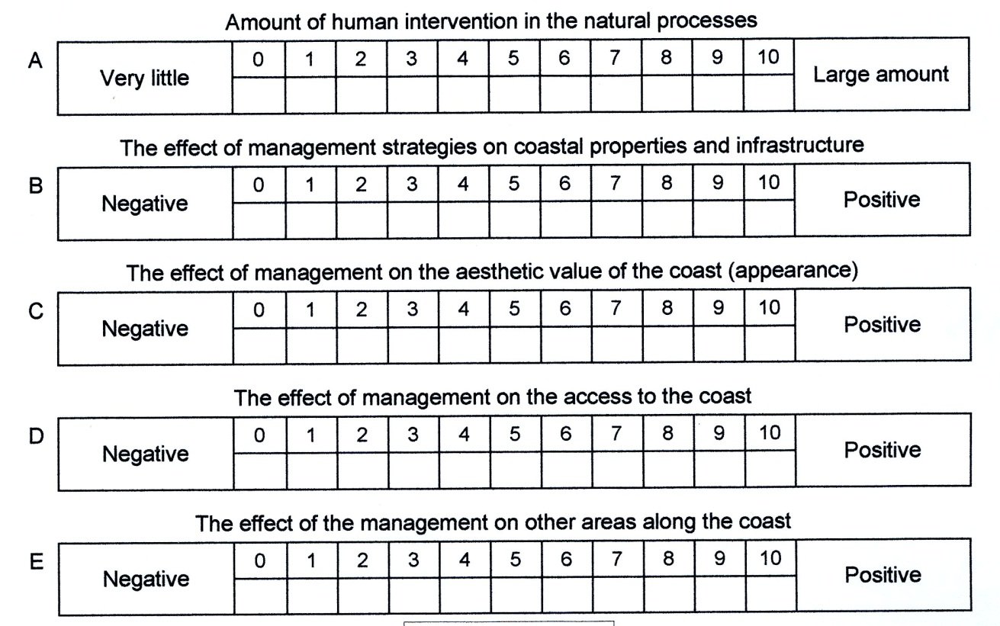 Amount of human intervention in the natural processes
A Very little 0 1 2 3 4 5 6 7 8 9 10 Large amount
The effect of management strategies on coastal properties and infrastructure
B Negative 0 1 2 3 4 5 6 7 8 9 10 Positive
The effect of management on the aesthetic value of the coast (appearance)
C Negative 0 1 2 3 4 5 6 7 8 9 10 Positive
The effect of management on the access to the coast
D Negative 0 1 2 3 4 5 6 7 8 9 10 Positive
The effect of the management on other areas along the coast
E Negative 0 1 2 3 4 5 6 7 8 9 10 Positive